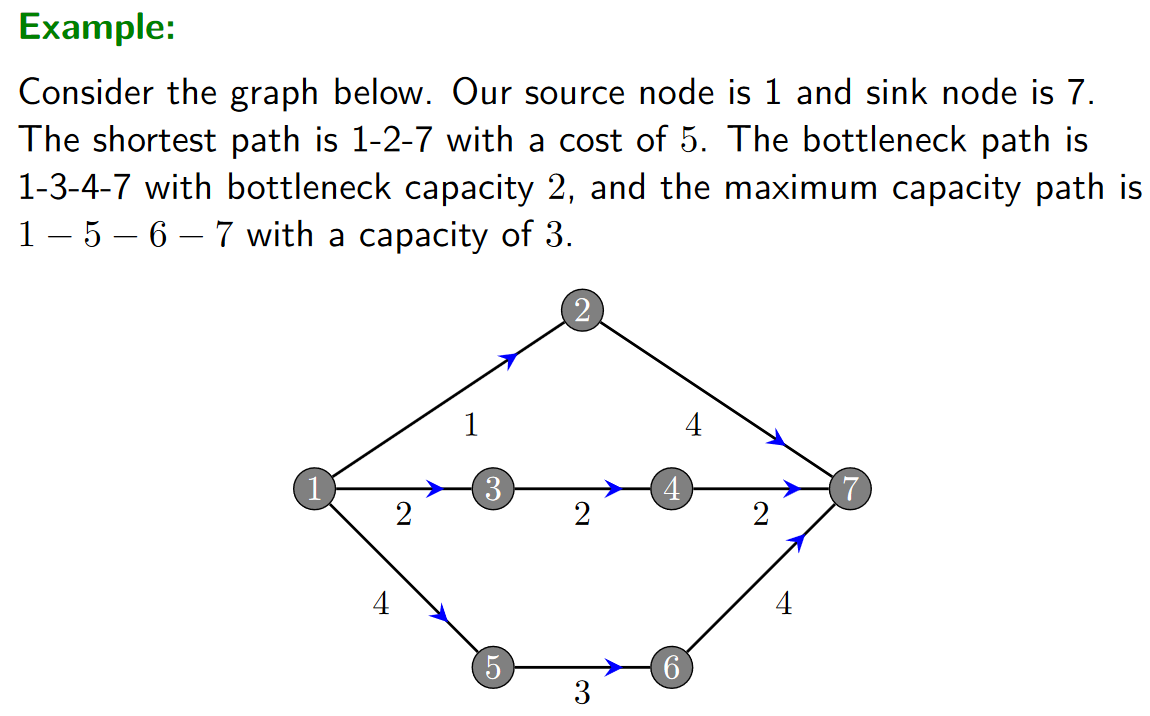 Example:
Consider the graph below. Our source node is 1 and sink node is 7.
The shortest path is 1-2-7 with a cost of 5. The bottleneck path is
1-3-4-7 with bottleneck capacity 2, and the maximum capacity path is
1 − 5 − 6 − 7 with a capacity of 3.
2
1 4
1 3 4 7
2 2 2
4 4
5 6
3